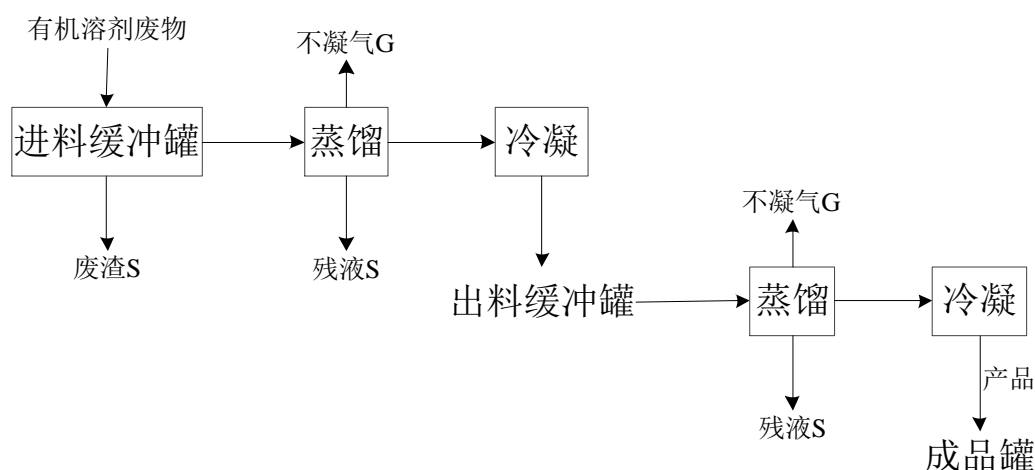 有机溶剂废物
不凝气G
进料缓冲罐
蒸馏
冷凝
废渣S
残液S
不凝气G
出料缓冲罐
蒸馏
冷凝
产品
残液S
成品罐